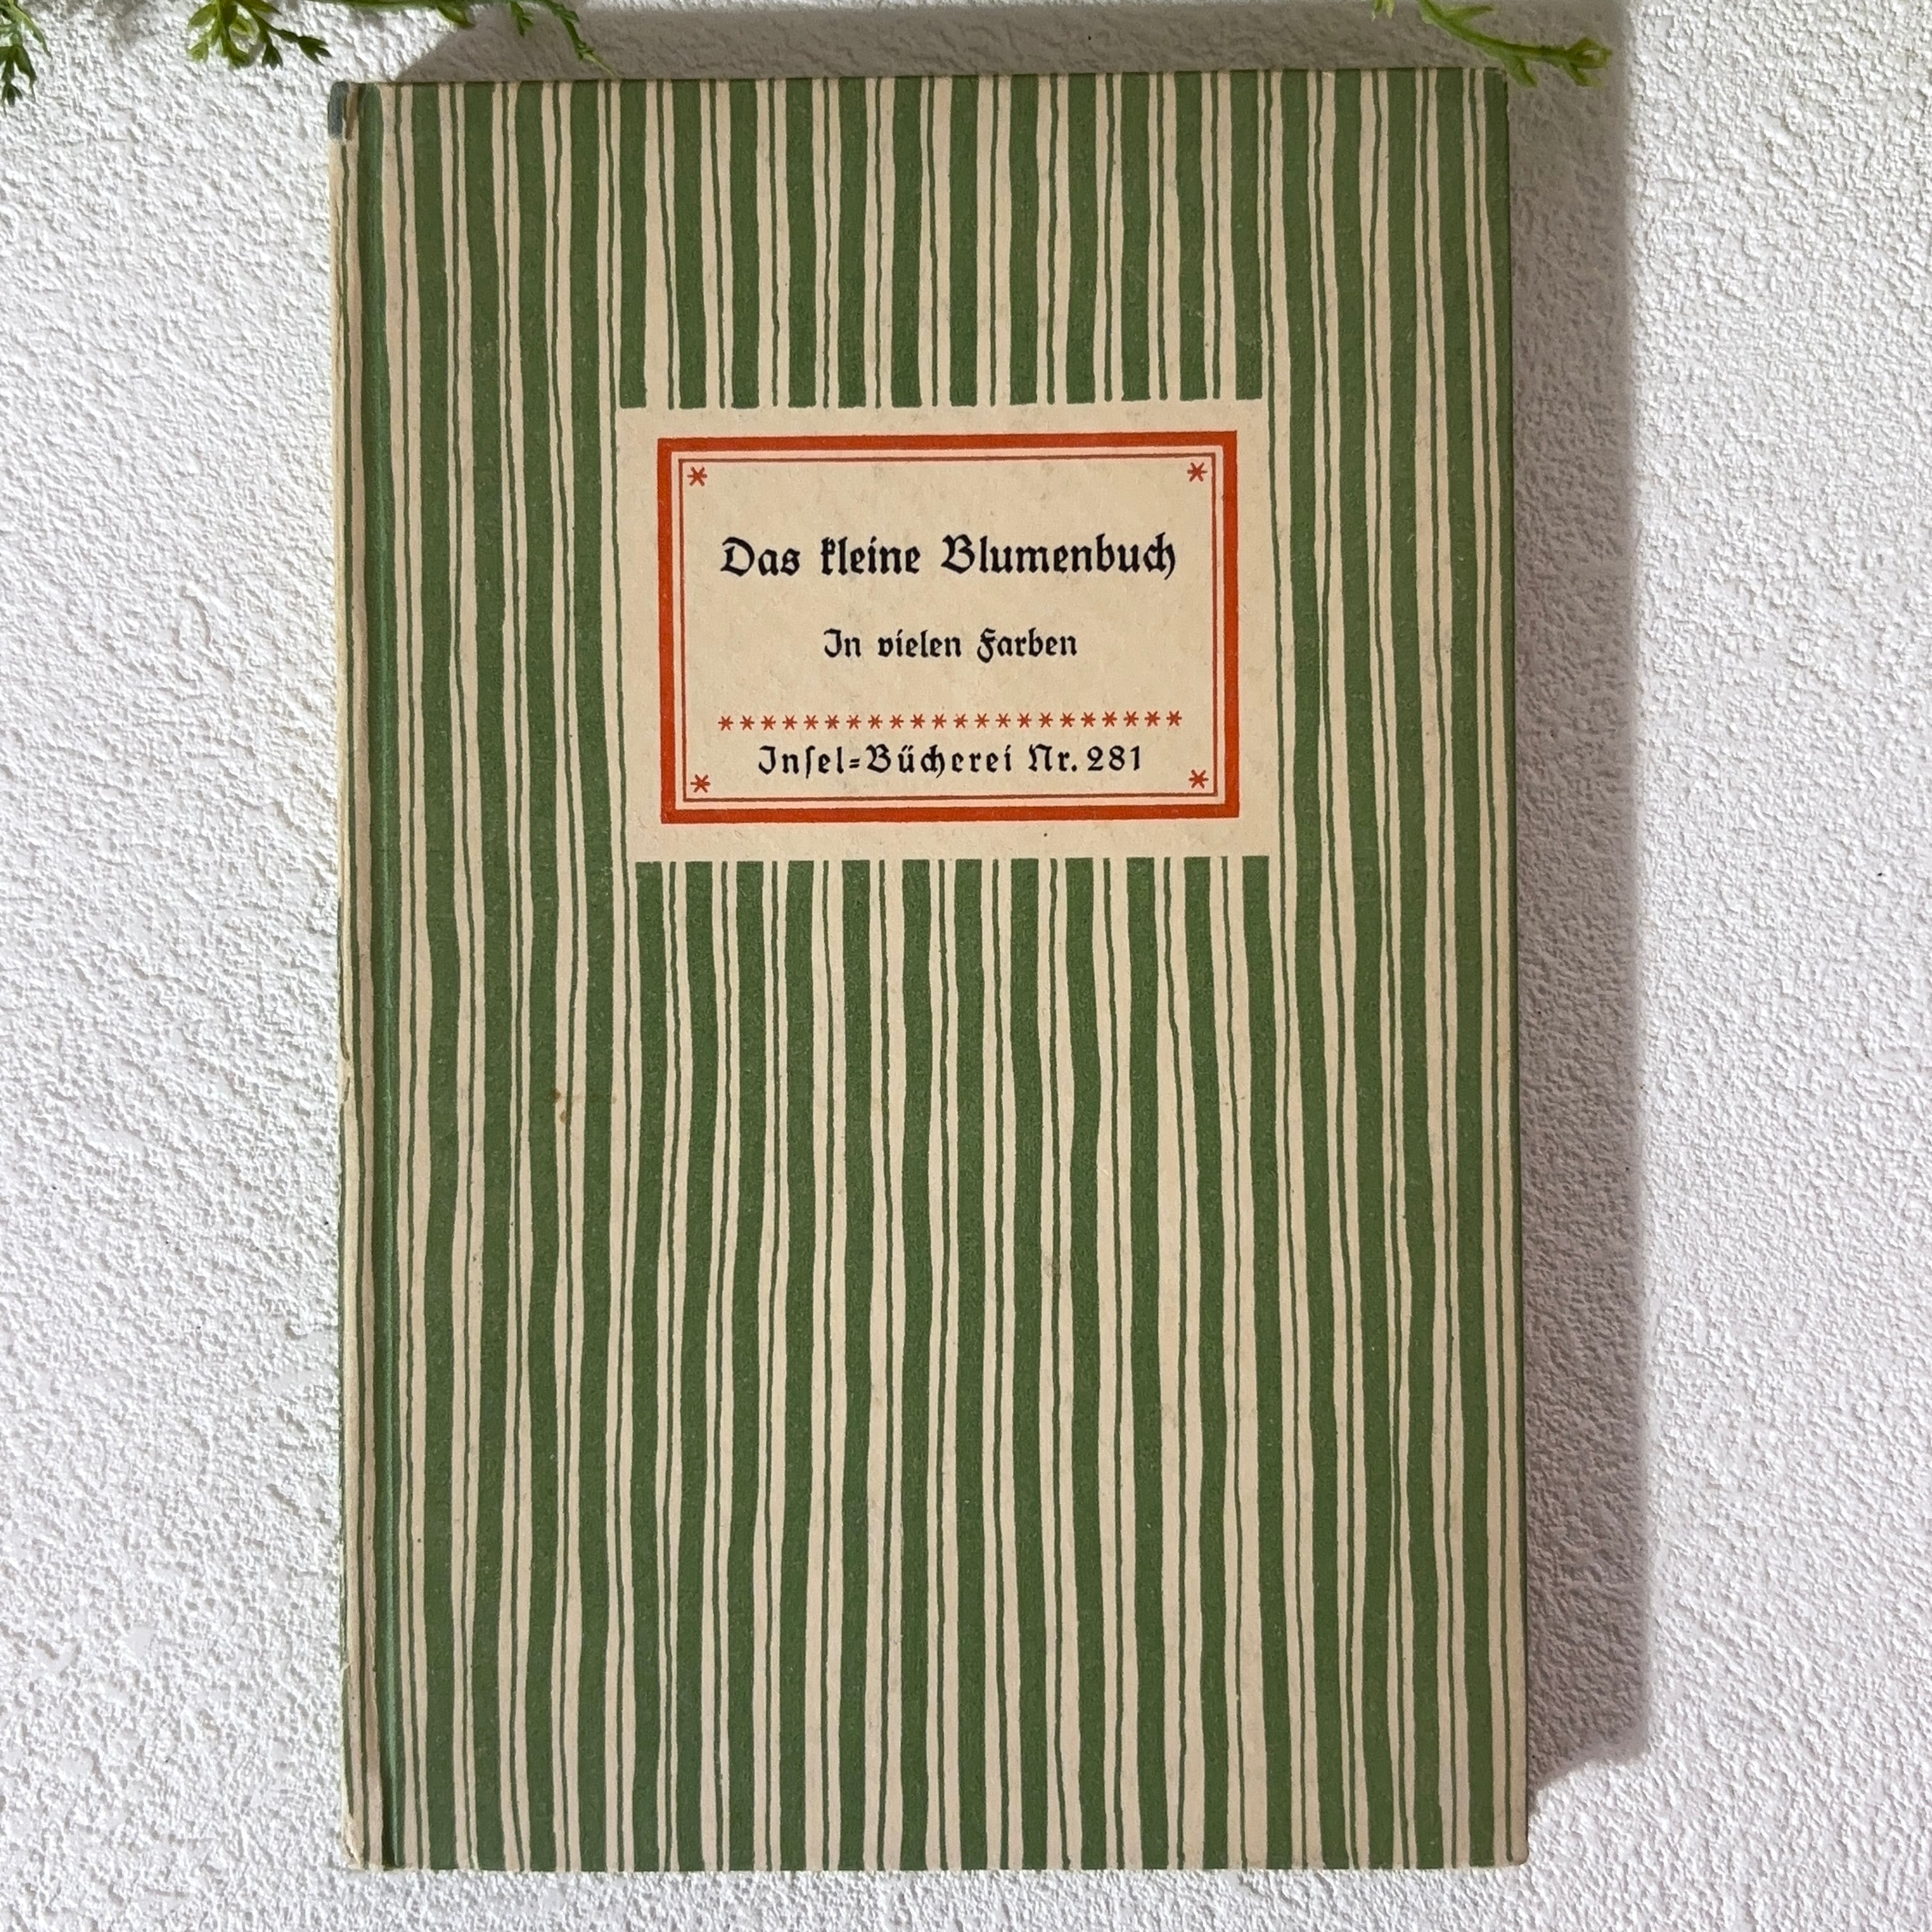 Das kleine Blumenbuch
In vielen Farben
Inſel-Bücherei Nr. 281